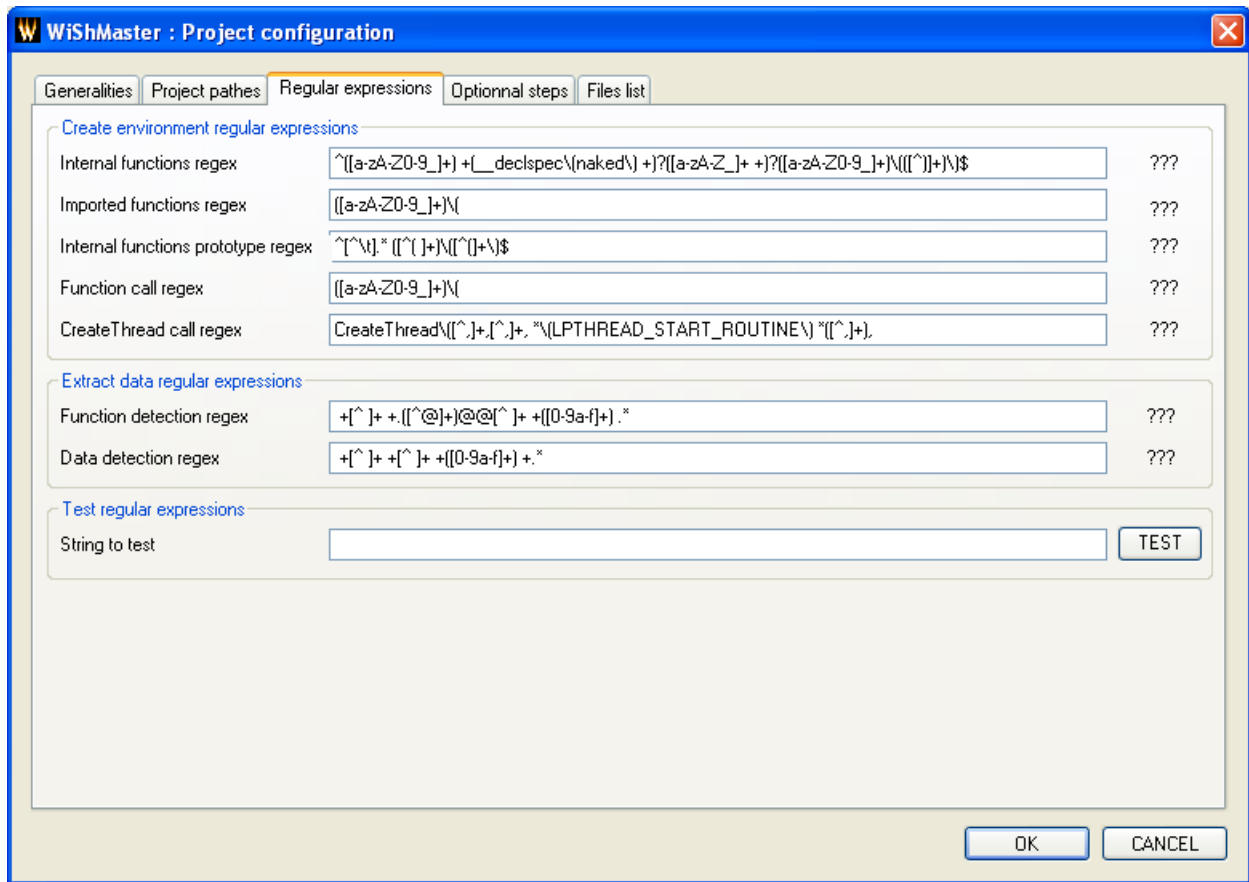 WiShMaster : Project configuration
Generalities Project pathes Regular expressions Optionnal steps Files list
Create environment regular expressions
Internal functions regex ^([a-zA-Z0-9_]+) +(__declspec\(naked\) +)?([a-zA-Z_]+ +)?([a-zA-Z0-9_]+)\(([^)]+)\)$ ???
Imported functions regex ([a-zA-Z0-9_]+)\( ???
Internal functions prototype regex ^[^\t].* ([^( ]+)\([^(]+\)$ ???
Function call regex ([a-zA-Z0-9_]+)\( ???
CreateThread call regex CreateThread\([^,]+,[^,]+, *\(LPTHREAD_START_ROUTINE\) *([^,]+), ???
Extract data regular expressions
Function detection regex +[^ ]+ +.([^@]+)@@[^ ]+ +([0-9a-f]+) .* ???
Data detection regex +[^ ]+ +[^ ]+ +([0-9a-f]+) +.* ???
Test regular expressions
String to test TEST
OK CANCEL